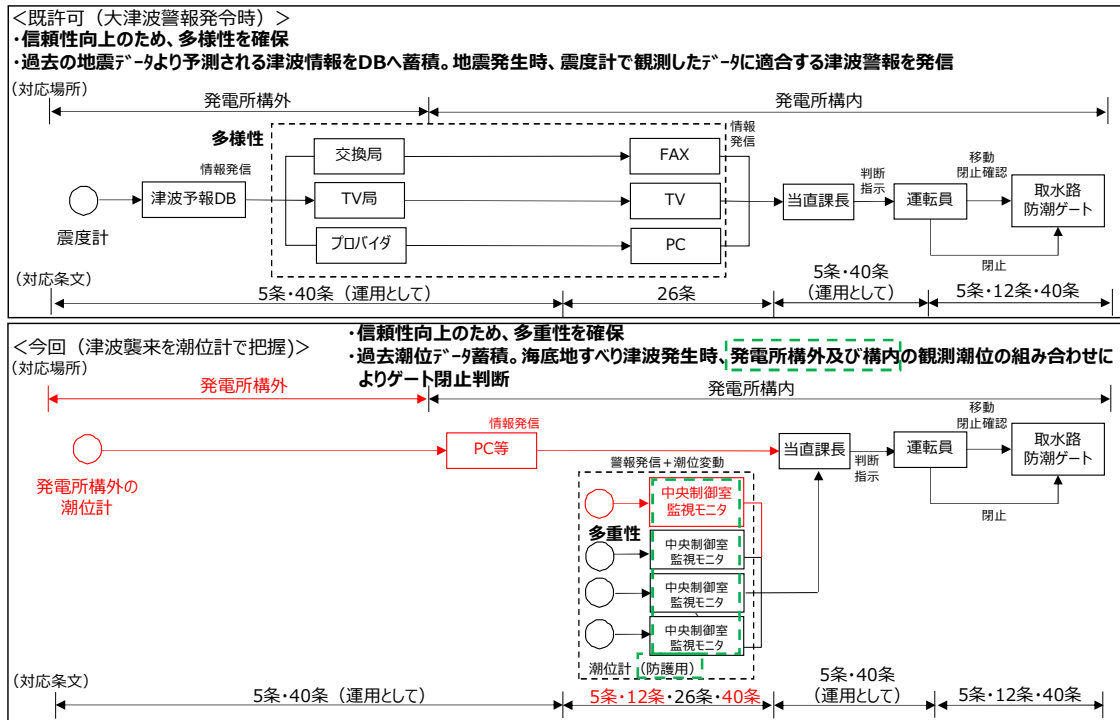 ＜既許可（大津波警報発令時）＞
・信頼性向上のため、多様性を確保
・過去の地震ﾃﾞｰﾀより予測される津波情報をDBへ蓄積。地震発生時、震度計で観測したデータに適合する津波警報を発信
(対応場所)
発電所構外
発電所構内
多様性
情報発信
交換局
TV局
プロバイダ
FAX
TV
PC
情報
発信
震度計
津波予報DB
当直課長
判断
指示
運転員
移動
閉止確認
取水路
防潮ゲート
閉止
(対応条文)
5条・40条（運用として）
26条
5条・40条
(運用として)
5条・12条・40条
＜今回（津波襲来を潮位計で把握)＞
・信頼性向上のため、多重性を確保
・過去潮位ﾃﾞｰﾀ蓄積。海底地すべり津波発生時、発電所構外及び構内の観測潮位の組み合わせに
よりゲート閉止判断
(対応場所)
発電所構外
発電所構内
発電所構外の
潮位計
PC等
情報発信
警報発信＋潮位変動
多重性
中央制御室
監視モニタ
中央制御室
監視モニタ
中央制御室
監視モニタ
中央制御室
監視モニタ
潮位計（防護用）
当直課長
判断
指示
運転員
移動
閉止確認
取水路
防潮ゲート
閉止
(対応条文)
5条・40条（運用として）
5条・12条・26条・40条
5条・40条
(運用として)
5条・12条・40条